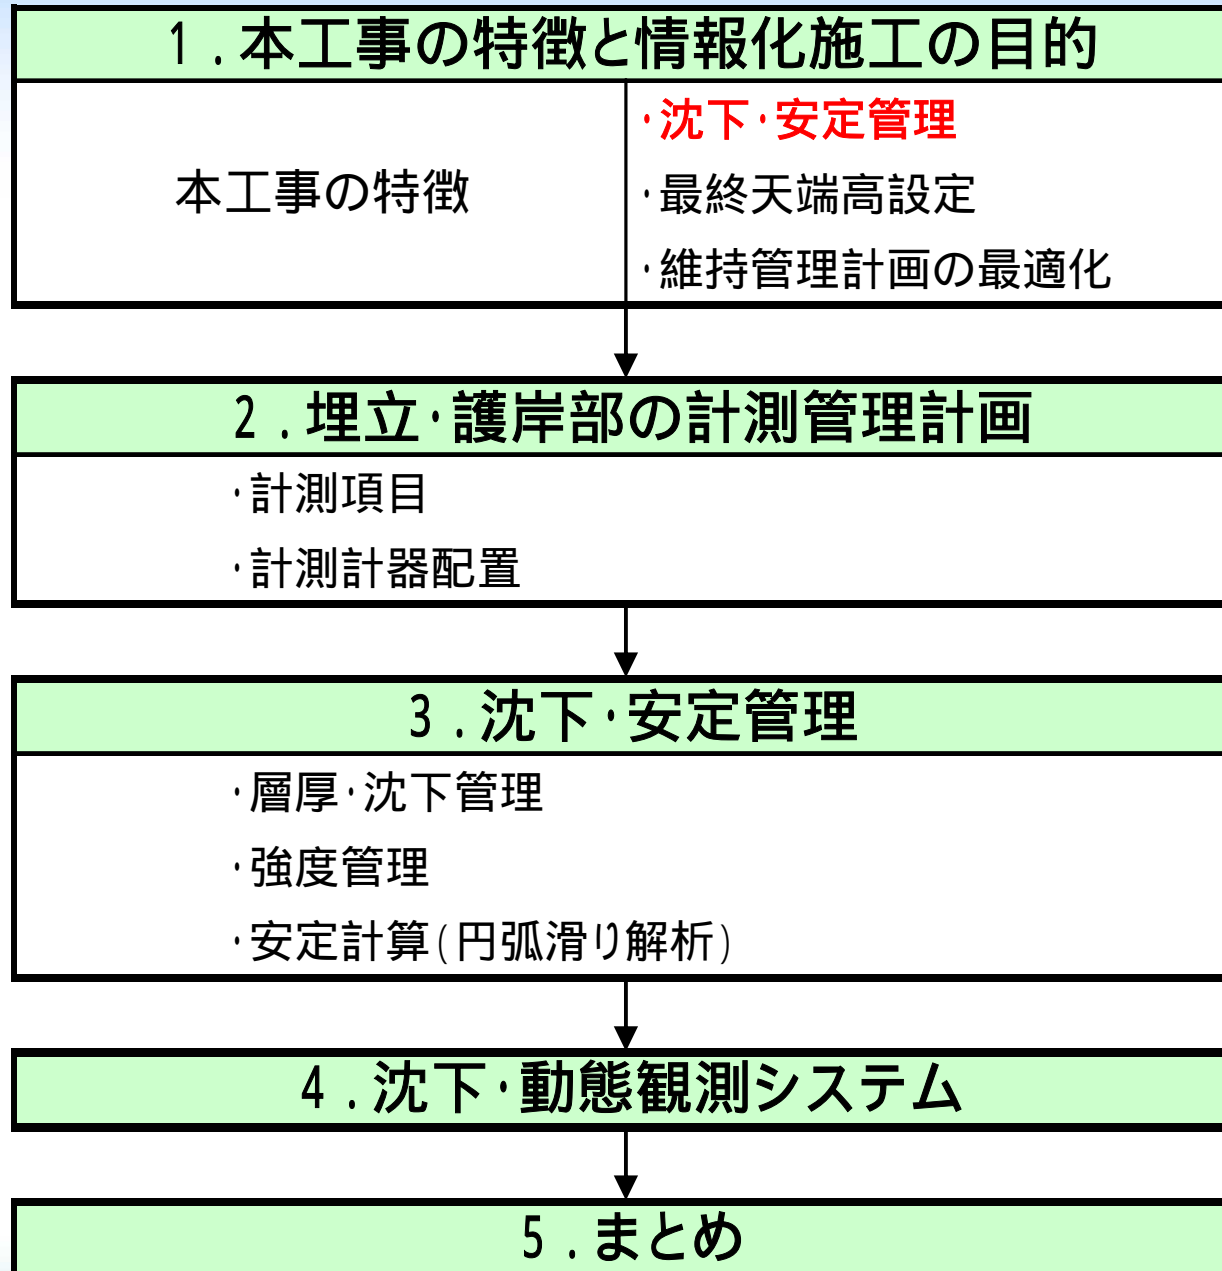 1．本工事の特徴と情報化施工の目的
本工事の特徴
・沈下・安定管理
・最終天端高設定
・維持管理計画の最適化
2．埋立・護岸部の計測管理計画
・計測項目
・計測計器配置
3．沈下・安定管理
・層厚・沈下管理
・強度管理
・安定計算(円弧滑り解析)
4．沈下・動態観測システム
5．まとめ